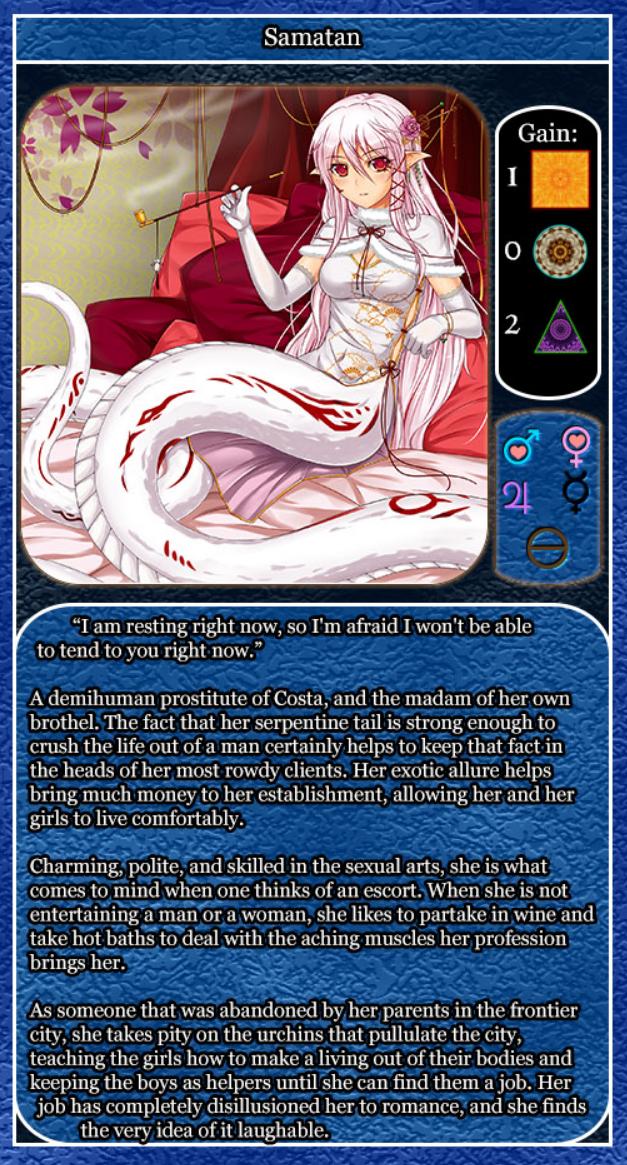 Samatan
Gain:
1
0
2
“I am resting right now, so I'm afraid I won't be able
to tend to you right now.”
A demihuman prostitute of Costa, and the madam of her own
brothel. The fact that her serpentine tail is strong enough to
crush the life out of a man certainly helps to keep that fact in
the heads of her most rowdy clients. Her exotic allure helps
bring much money to her establishment, allowing her and her
girls to live comfortably.
Charming, polite, and skilled in the sexual arts, she is what
comes to mind when one thinks of an escort. When she is not
entertaining a man or a woman, she likes to partake in wine and
take hot baths to deal with the aching muscles her profession
brings her.
As someone that was abandoned by her parents in the frontier
city, she takes pity on the urchins that pullulate the city,
teaching the girls how to make a living out of their bodies and
keeping the boys as helpers until she can find them a job. Her
job has completely disillusioned her to romance, and she finds
the very idea of it laughable.